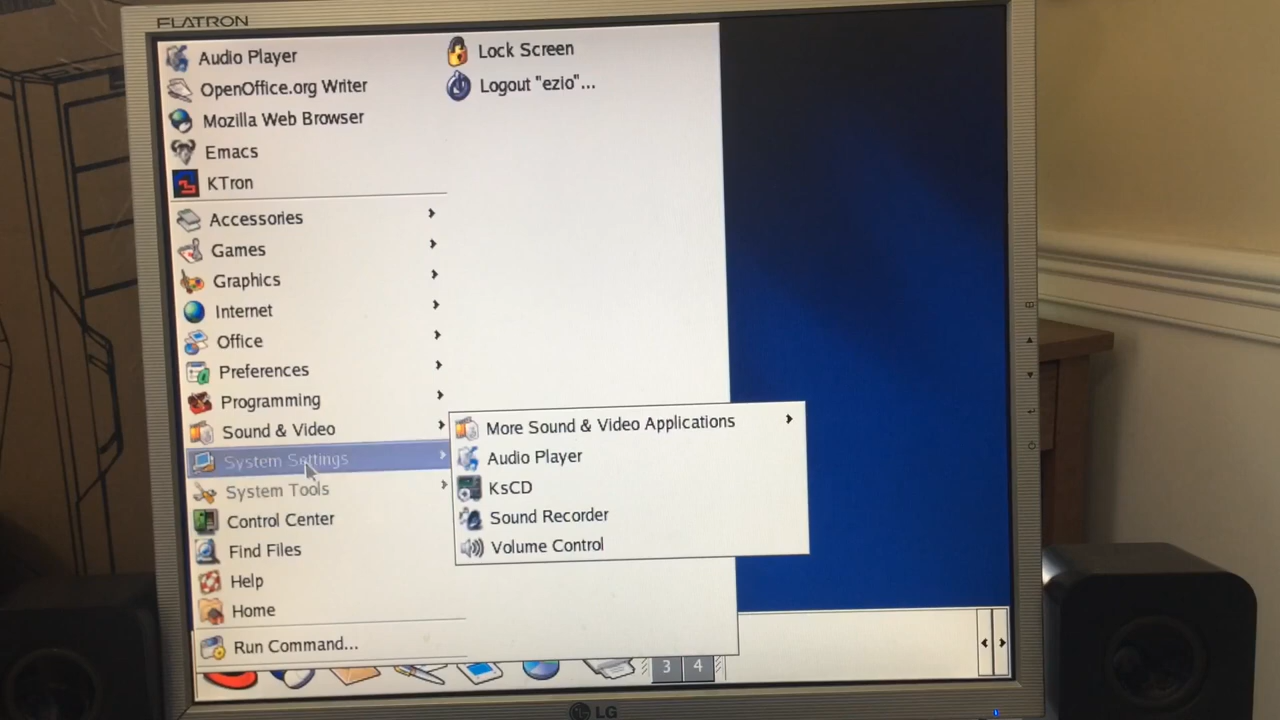 FLATRON
Audio Player
OpenOffice.org Writer
Mozilla Web Browser
Emacs
KTron
Accessories
Games
Graphics
Internet
Office
Preferences
Programming
Sound & Video
System Settings
System Tools
Control Center
Find Files
Help
Home
Run Command...
Lock Screen
Logout "ezio"...
More Sound & Video Applications
Audio Player
KsCD
Sound Recorder
Volume Control
3 4
LG